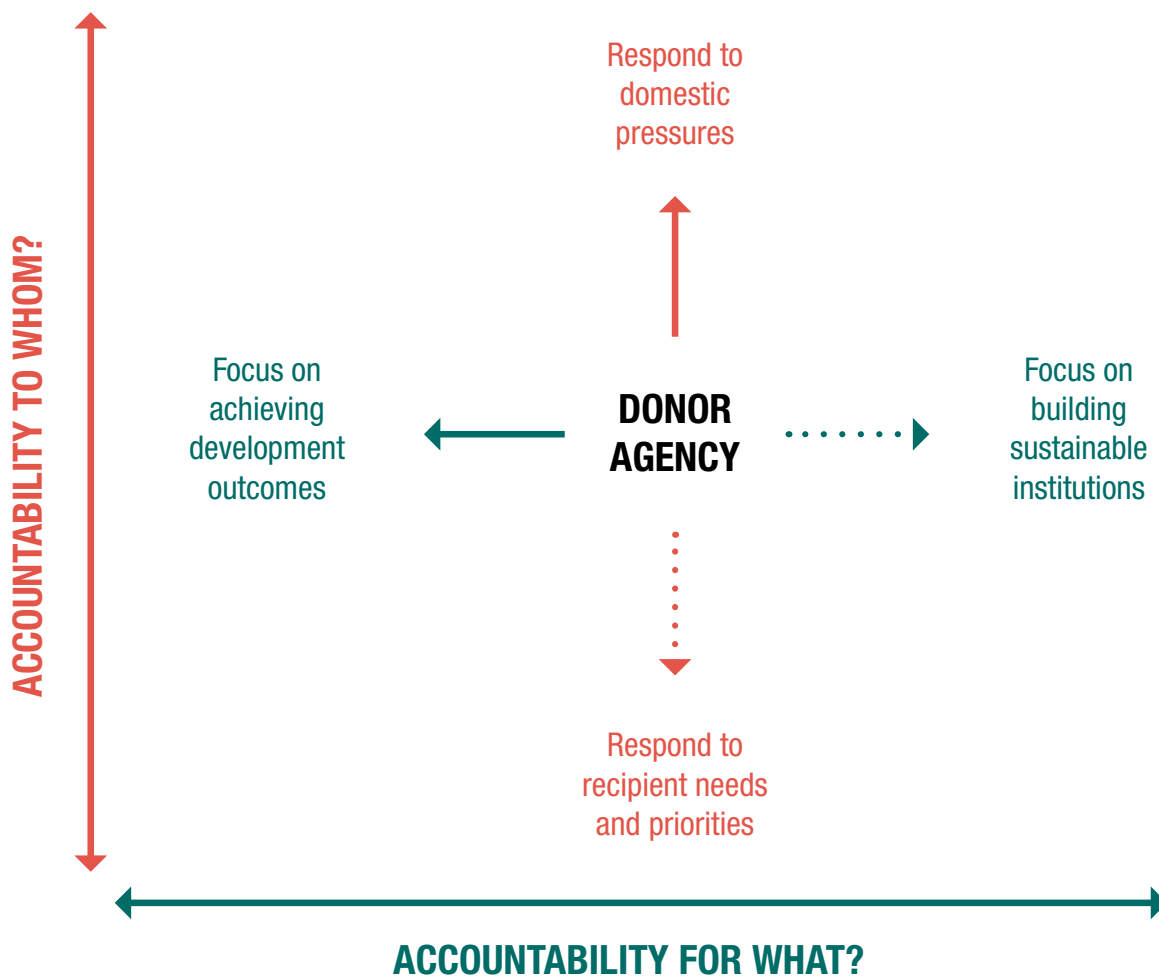 Respond to
domestic
pressures
ACCOUNTABILITY TO WHOM?
Focus on
achieving
development
outcomes
DONOR
AGENCY
Focus on
building
sustainable
institutions
Respond to
recipient needs
and priorities
ACCOUNTABILITY FOR WHAT?